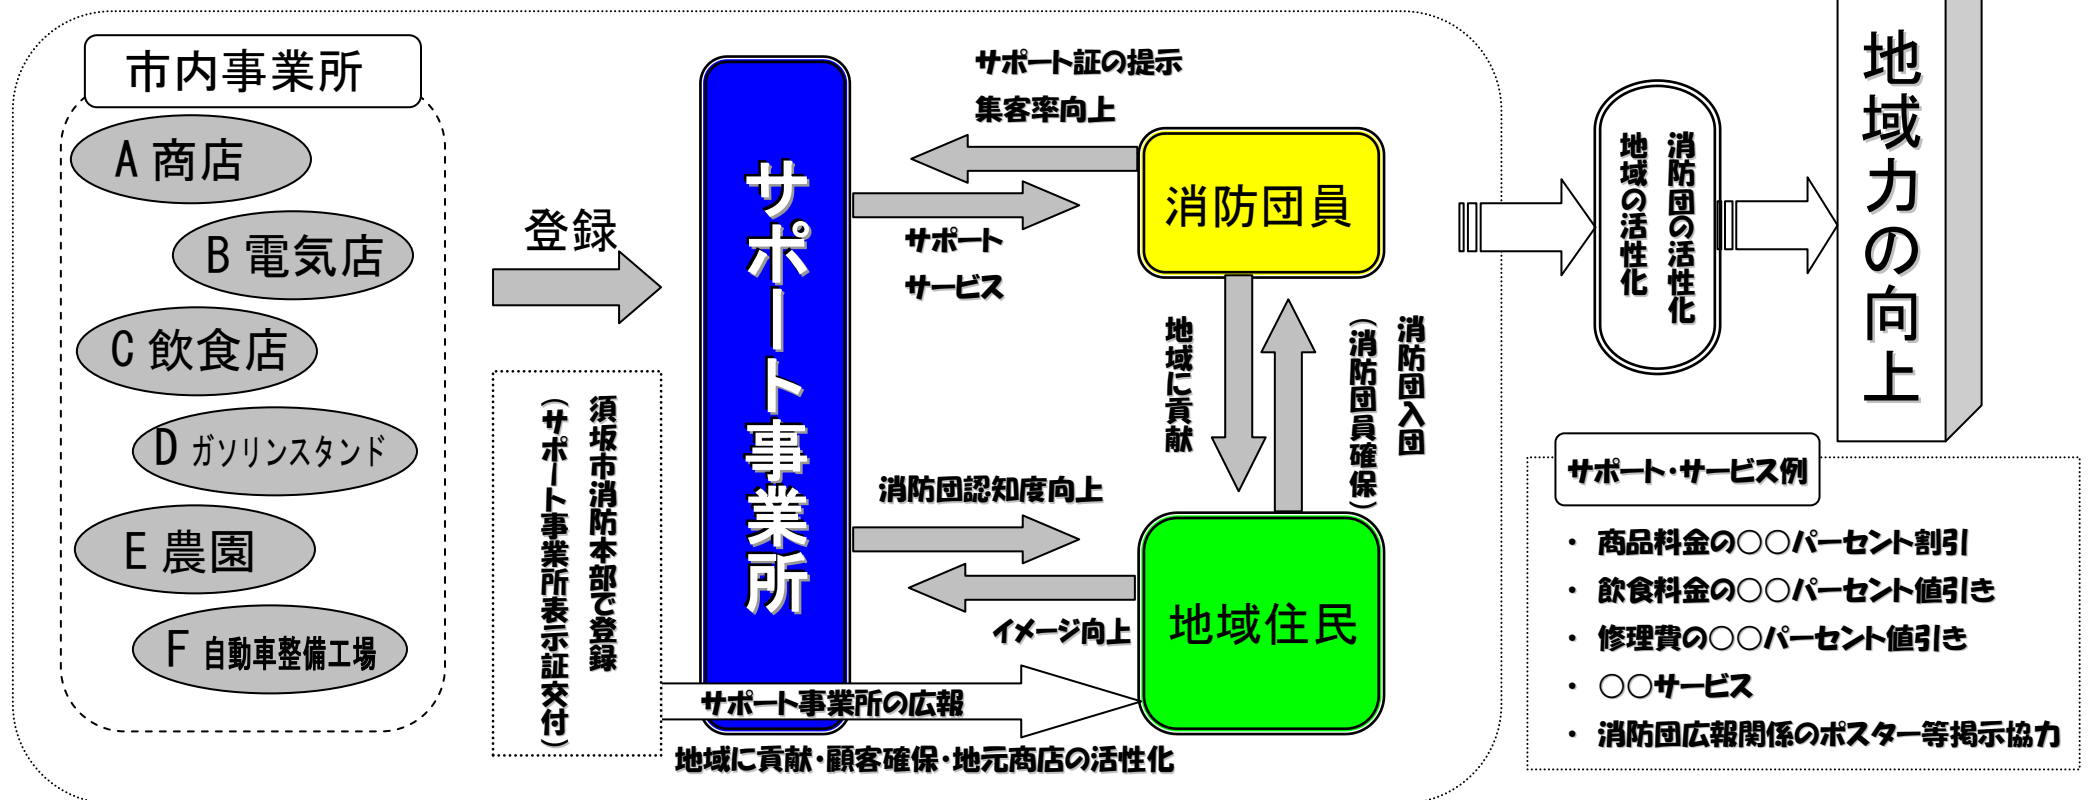 市内事業所
A 商店
B 電気店
C 飲食店
D ガソリンスタンド
E 農園
F 自動車整備工場
登録
須坂市消防本部で登録
（サポート事業所表示証交付）
サポート事業所
サポート証の提示
集客率向上
サポート
サービス
消防団員
地域に貢献
消防団入団
（消防団員確保）
消防団認知度向上
イメージ向上
地域住民
サポート事業所の広報
地域に貢献・顧客確保・地元商店の活性化
消防団の活性化
地域の活性化
地域力の向上
サポート・サービス例
・ 商品料金の○○パーセント割引
・ 飲食料金の○○パーセント値引き
・ 修理費の○○パーセント値引き
・ ○○サービス
・ 消防団広報関係のポスター等掲示協力